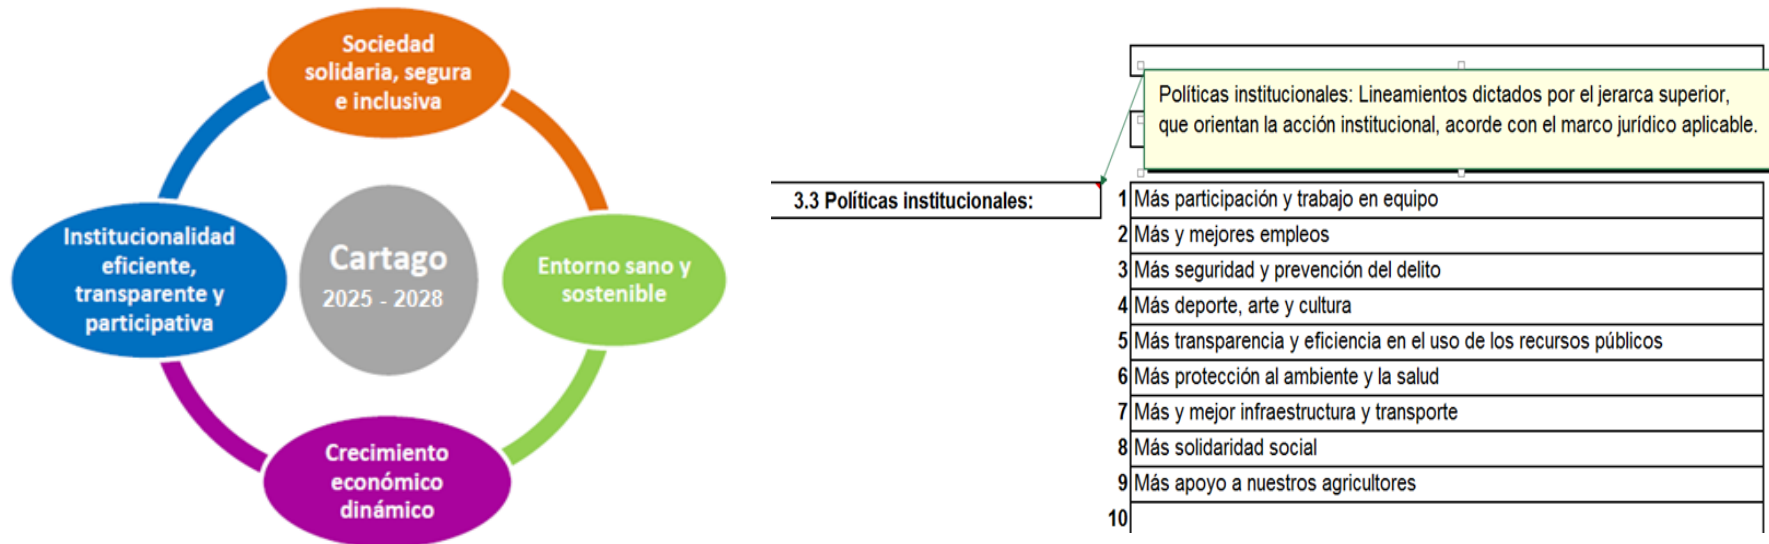 Sociedad
solidaria, segura
e inclusiva
Institucionalidad
eficiente,
transparente y
participativa
Cartago
2025 - 2028
Entorno sano y
sostenible
Crecimiento
económico
dinámico
Políticas institucionales: Lineamientos dictados por el jerarca superior,
que orientan la acción institucional, acorde con el marco jurídico aplicable.
3.3 Políticas institucionales:
1 Más participación y trabajo en equipo
2 Más y mejores empleos
3 Más seguridad y prevención del delito
4 Más deporte, arte y cultura
5 Más transparencia y eficiencia en el uso de los recursos públicos
6 Más protección al ambiente y la salud
7 Más y mejor infraestructura y transporte
8 Más solidaridad social
9 Más apoyo a nuestros agricultores
10